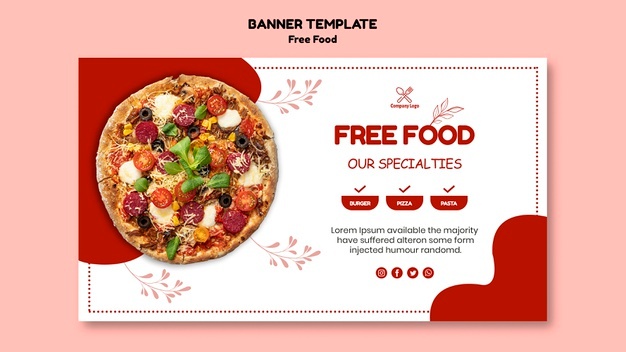 BANNER TEMPLATE
Free Food
Company Logo
FREE FOOD
OUR SPECIALTIES
BURGER PIZZA PASTA
Lorem Ipsum available the majority
have suffered alteron some form
injected humour randomd.